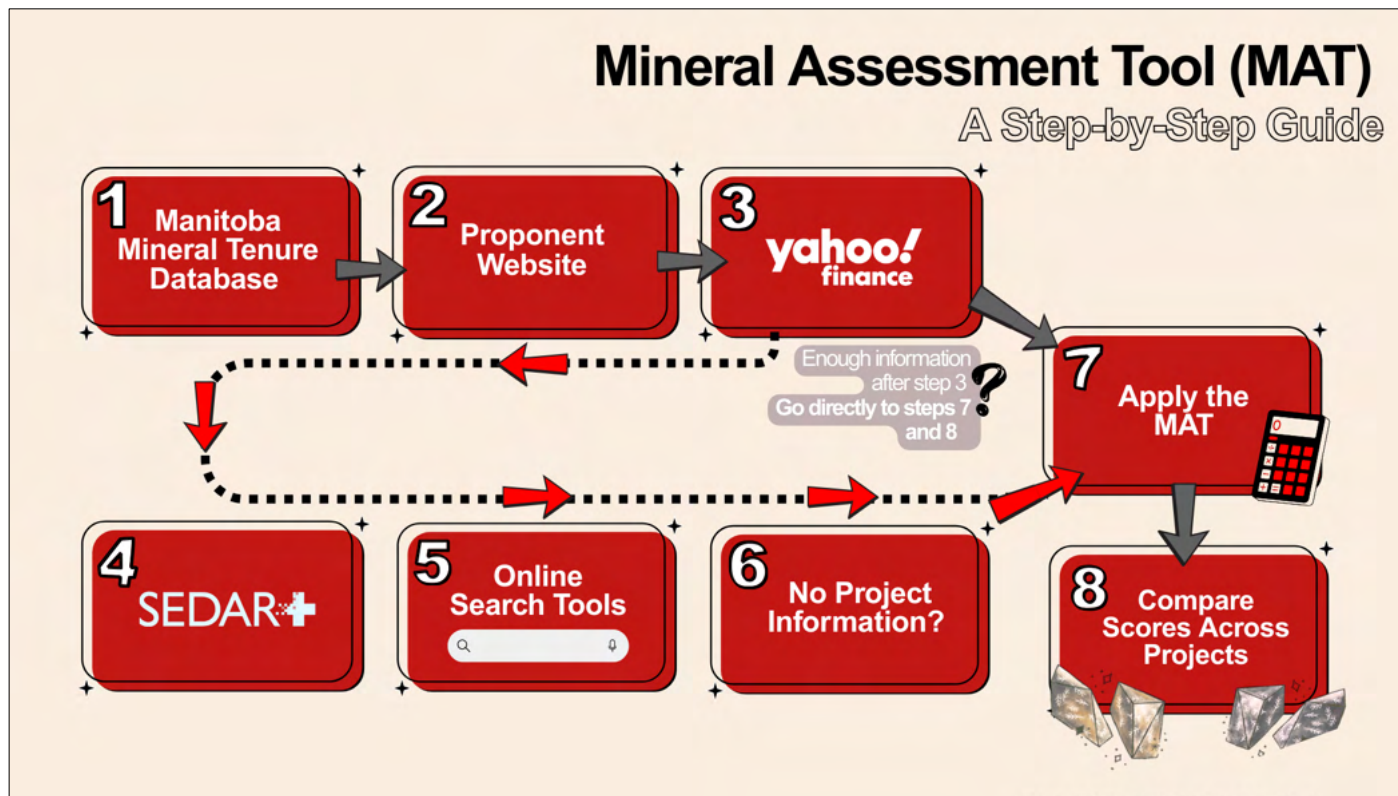 Mineral Assessment Tool (MAT)
A Step-by-Step Guide
1
Manitoba
Mineral Tenure
Database
2
Proponent
Website
3
yahoo!
finance
Enough information
after step 3
?
Go directly to steps 7
and 8
4
SEDAR+
5
Online
Search Tools
6
No Project
Information?
7
Apply the
MAT
0
÷
×
-
+ =
8
Compare
Scores Across
Projects